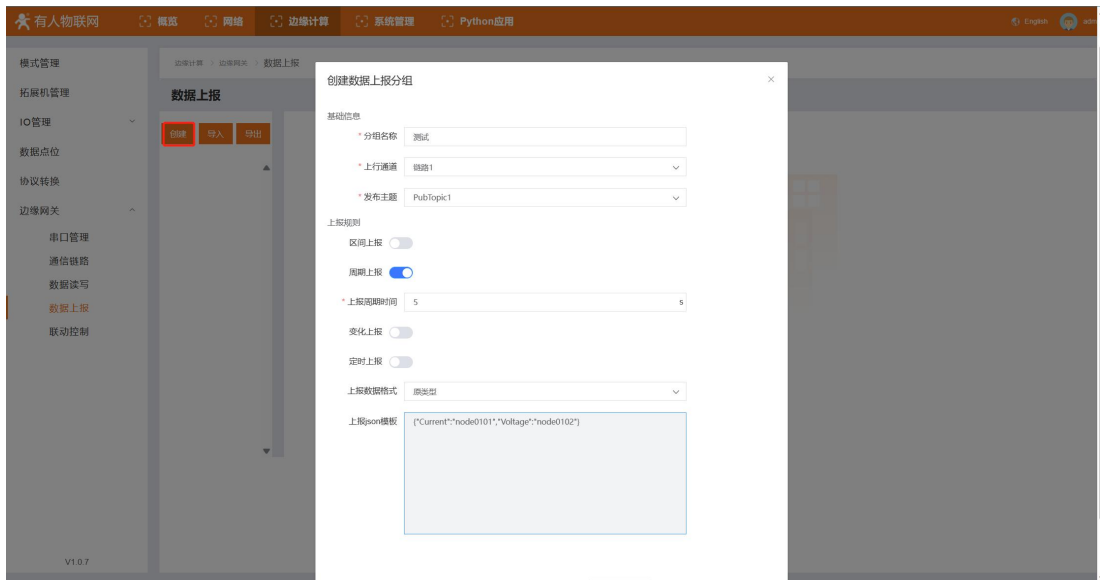 有人物联网 概览 网络 边缘计算 系统管理 Python应用 English adm
模式管理
拓展机管理
IO管理
数据点位
协议转换
边缘网关
串口管理
通信链路
数据读写
数据上报
联动控制
V1.0.7
边缘计算 > 边缘网关 > 数据上报
数据上报
创建 导入 导出
创建数据上报分组
基础信息
* 分组名称 测试
* 上行通道 链路1
* 发布主题 PubTopic1
上报规则
区间上报
周期上报
* 上报周期时间 5 s
变化上报
定时上报
上报数据格式 原类型
上报json模板 {"Current":"node0101","Voltage":"node0102"}